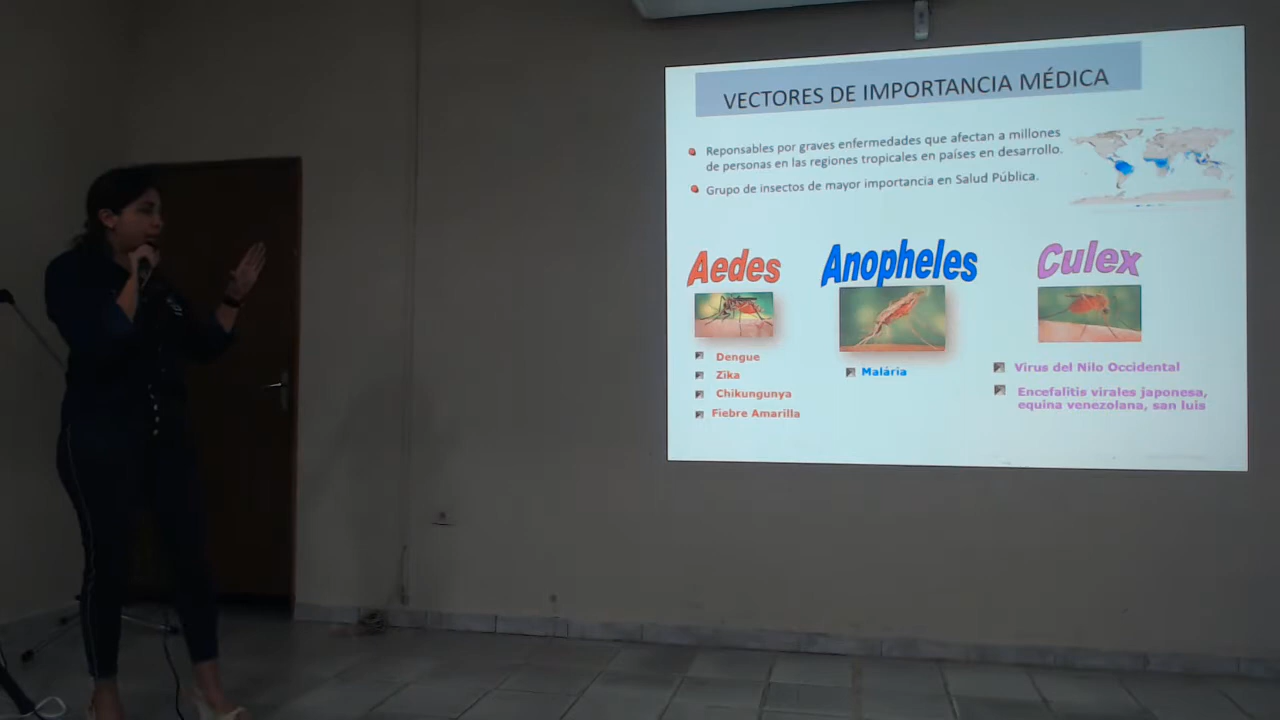 VECTORES DE IMPORTANCIA MÉDICA
Reponsables por graves enfermedades que afectan a millones
de personas en las regiones tropicales en países en desarrollo.
Grupo de insectos de mayor importancia en Salud Pública.
Aedes
Dengue
Zika
Chikungunya
Fiebre Amarilla
Anopheles
Malária
Culex
Virus del Nilo Occidental
Encefalitis virales japonesa,
equina venezolana, san luis